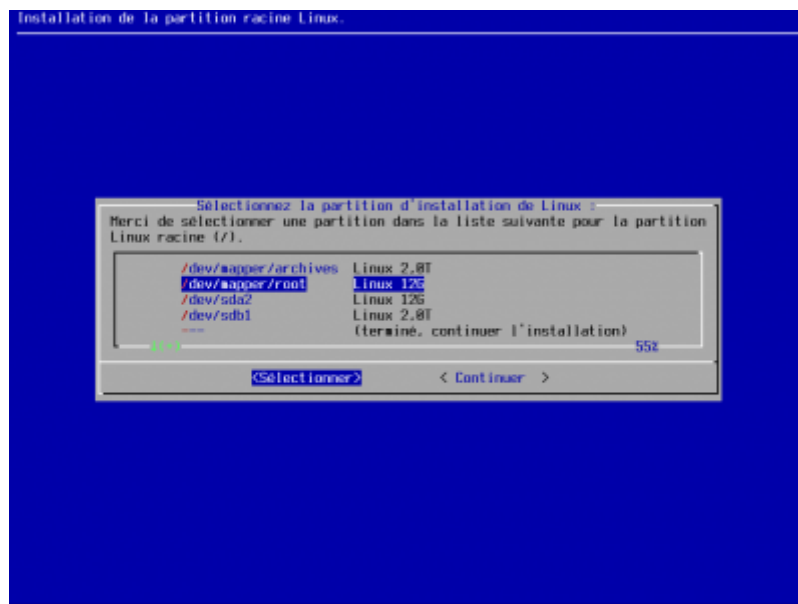 Installation de la partition racine Linux.
Sélectionnez la partition d'installation de Linux :
Merci de sélectionner une partition dans la liste suivante pour la partition
Linux racine (/).
/dev/mapper/archives Linux 2.0T
/dev/mapper/root Linux 12G
/dev/sda2 Linux 12G
/dev/sdb1 Linux 2.0T
--- (terminé, continuer l'installation)
55%
<Sélectionner> < Continuer >